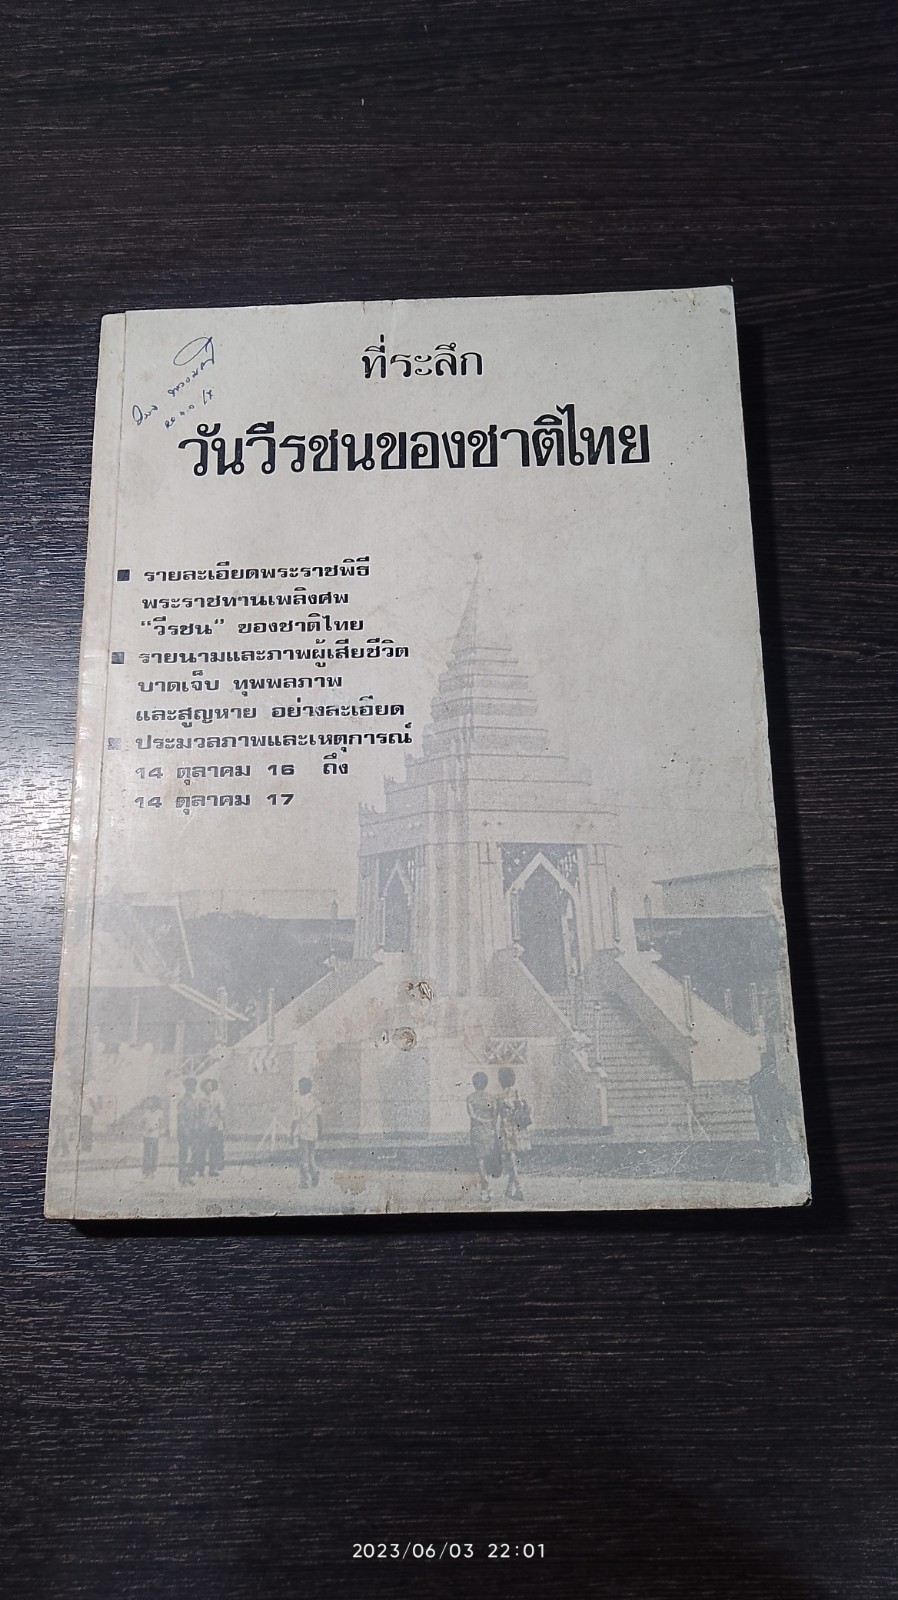 ที่ระลึก
วันวีรชนของชาติไทย
■ รายละเอียดพระราชพิธี
พระราชทานเพลิงศพ
“วีรชน” ของชาติไทย
■ รายนามและภาพผู้เสียชีวิต
บาดเจ็บ ทุพพลภาพ
และสูญหาย อย่างละเอียด
■ ประมวลภาพและเหตุการณ์
14 ตุลาคม 16 ถึง
14 ตุลาคม 17
2023/06/03 22:01